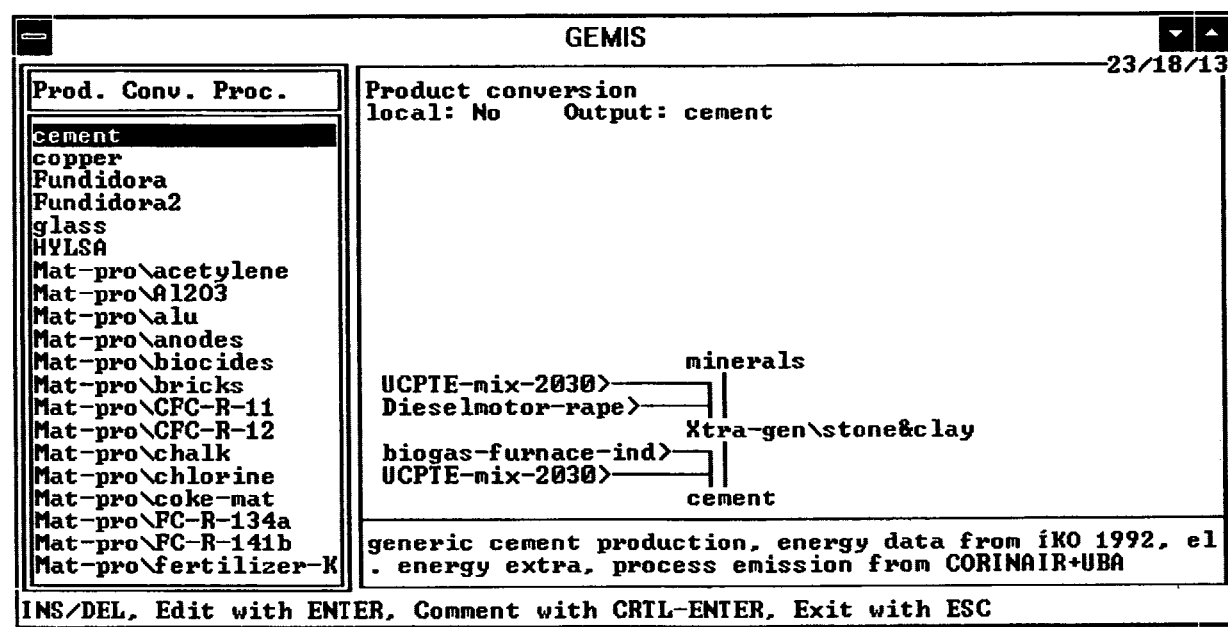 GEMIS
23/18/13
Prod. Conv. Proc.
cement
copper
Fundidora
Fundidora2
glass
HYLSA
Mat-pro\acetylene
Mat-pro\Al2O3
Mat-pro\alu
Mat-pro\anodes
Mat-pro\biocides
Mat-pro\bricks
Mat-pro\CFC-R-11
Mat-pro\CFC-R-12
Mat-pro\chalk
Mat-pro\chlorine
Mat-pro\coke-mat
Mat-pro\FC-R-134a
Mat-pro\FC-R-141b
Mat-pro\fertilizer-K
Product conversion
local: No Output: cement
minerals
UCPTE-mix-2030>
Dieselmotor-rape>
Xtra-gen\stone&clay
biogas-furnace-ind>
UCPTE-mix-2030>
cement
generic cement production, energy data from íKO 1992, el
. energy extra, process emission from CORINAIR+UBA
INS/DEL, Edit with ENTER, Comment with CRTL-ENTER, Exit with ESC